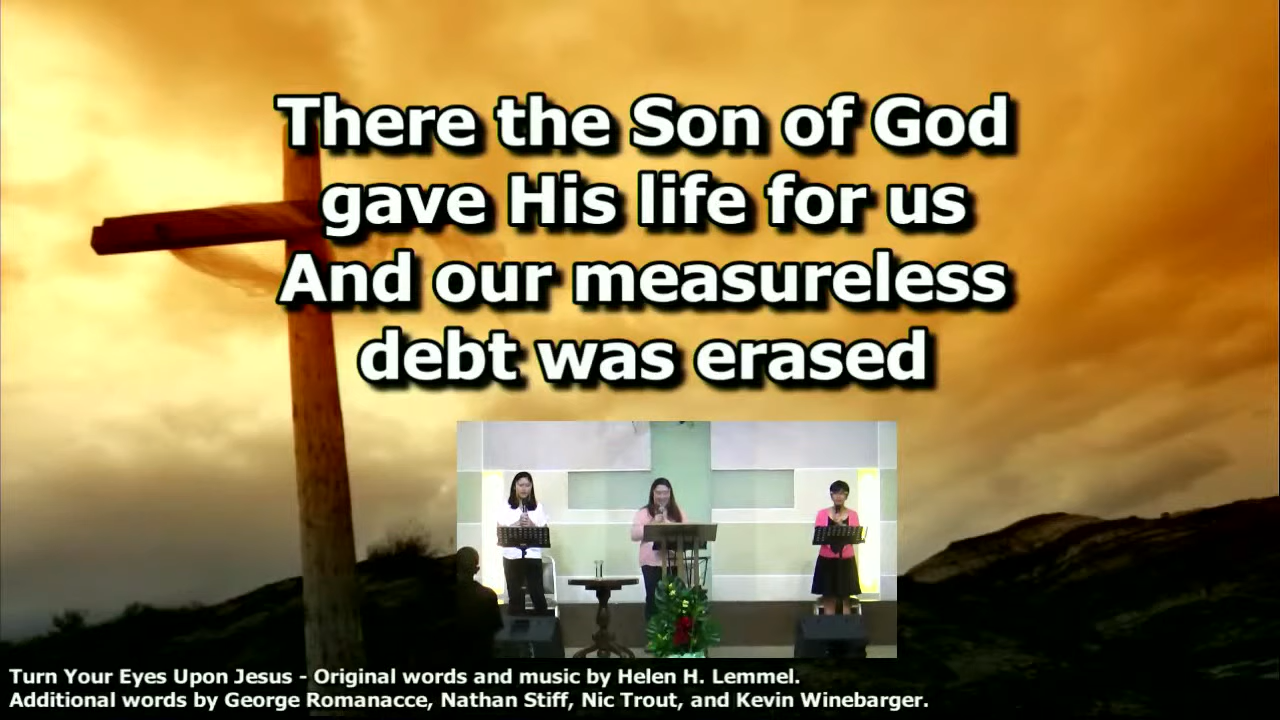 There the Son of God
gave His life for us
And our measureless
debt was erased
Turn Your Eyes Upon Jesus - Original words and music by Helen H. Lemmel.
Additional words by George Romanacce, Nathan Stiff, Nic Trout, and Kevin Winebarger.